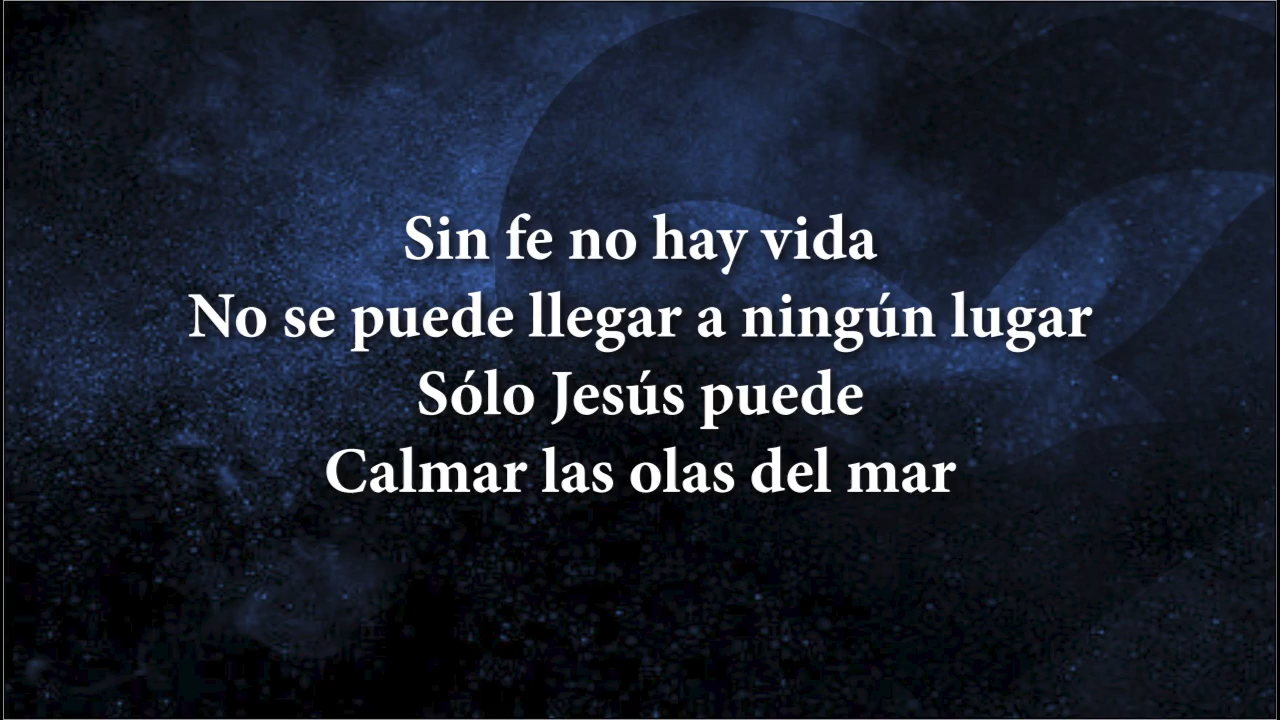 Sin fe no hay vida
No se puede llegar a ningún lugar
Sólo Jesús puede
Calmar las olas del mar